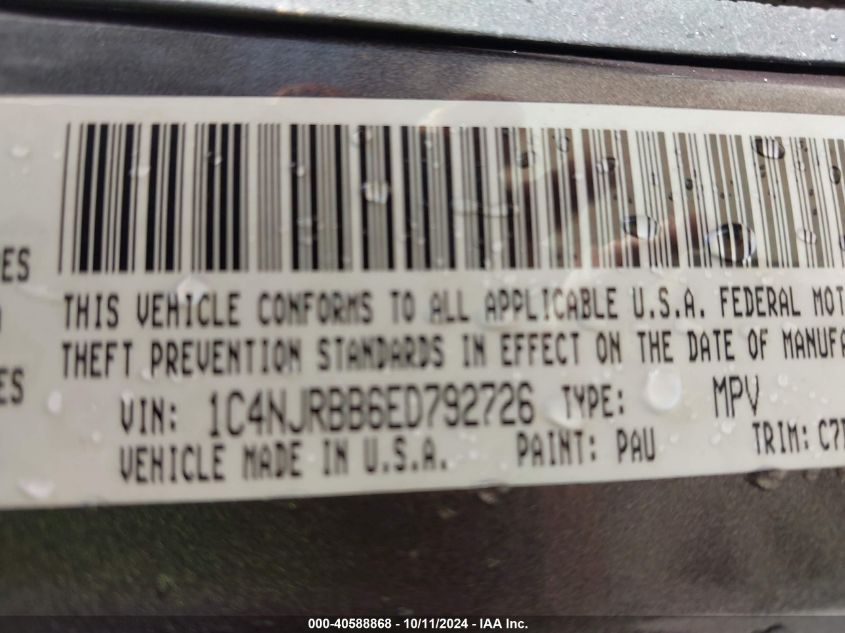 ES
THIS VEHICLE CONFORMS TO ALL APPLICABLE U.S.A. FEDERAL MOT
THEFT PREVENTION STANDARDS IN EFFECT ON THE DATE OF MANUFA
ES
VIN: 1C4NJRBB6ED792726 TYPE: MPV
VEHICLE MADE IN U.S.A. PAINT: PAU TRIM: C7
000-40588868 - 10/11/2024 - IAA Inc.